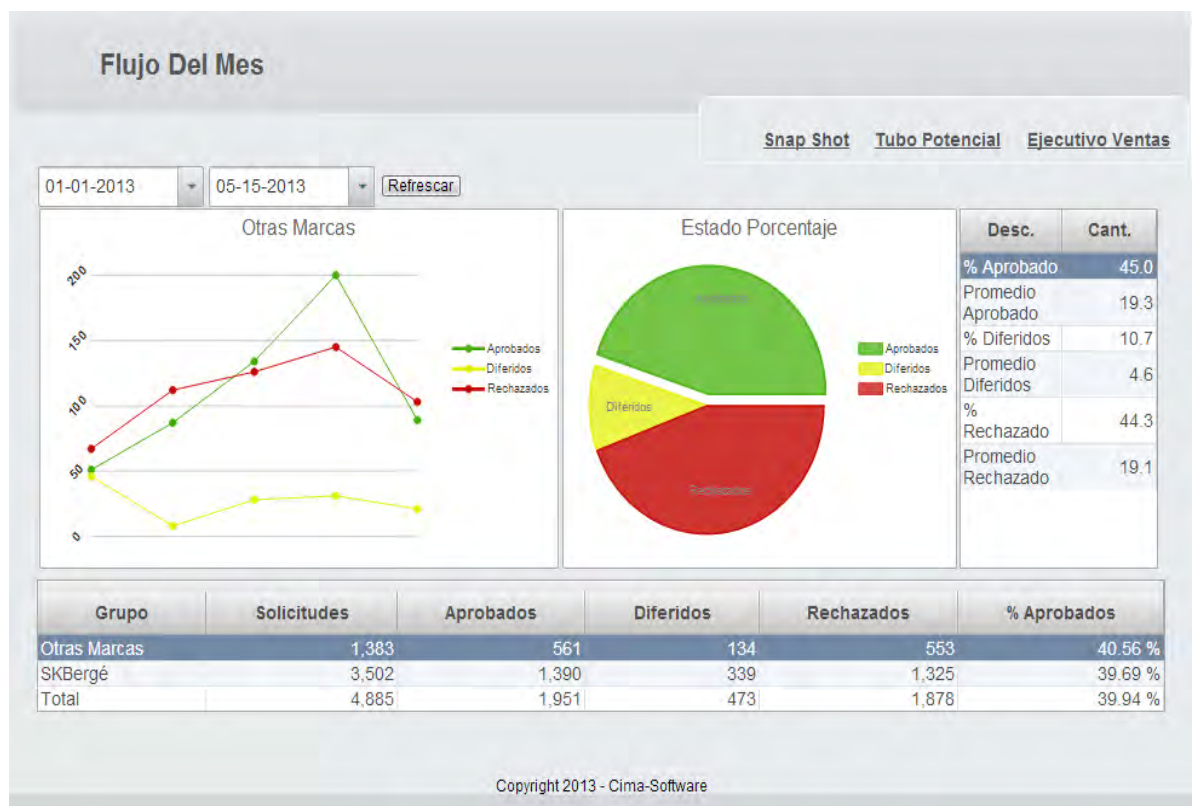 Flujo Del Mes
Snap Shot Tubo Potencial Ejecutivo Ventas
01-01-2013 05-15-2013 Refrescar
Otras Marcas
200
150
100
50
0
Aprobados
Diferidos
Rechazados
Estado Porcentaje
Diferidos
Rechazados
Aprobados
Diferidos
Rechazados
Desc. Cant.
% Aprobado 45.0
Promedio
Aprobado 19.3
% Diferidos 10.7
Promedio
Diferidos 4.6
%
Rechazado 44.3
Promedio
Rechazado 19.1
Grupo Solicitudes Aprobados Diferidos Rechazados % Aprobados
Otras Marcas 1,383 561 134 553 40.56 %
SKBergé 3,502 1,390 339 1,325 39.69 %
Total 4,885 1,951 473 1,878 39.94 %
Copyright 2013 - Cima-Software